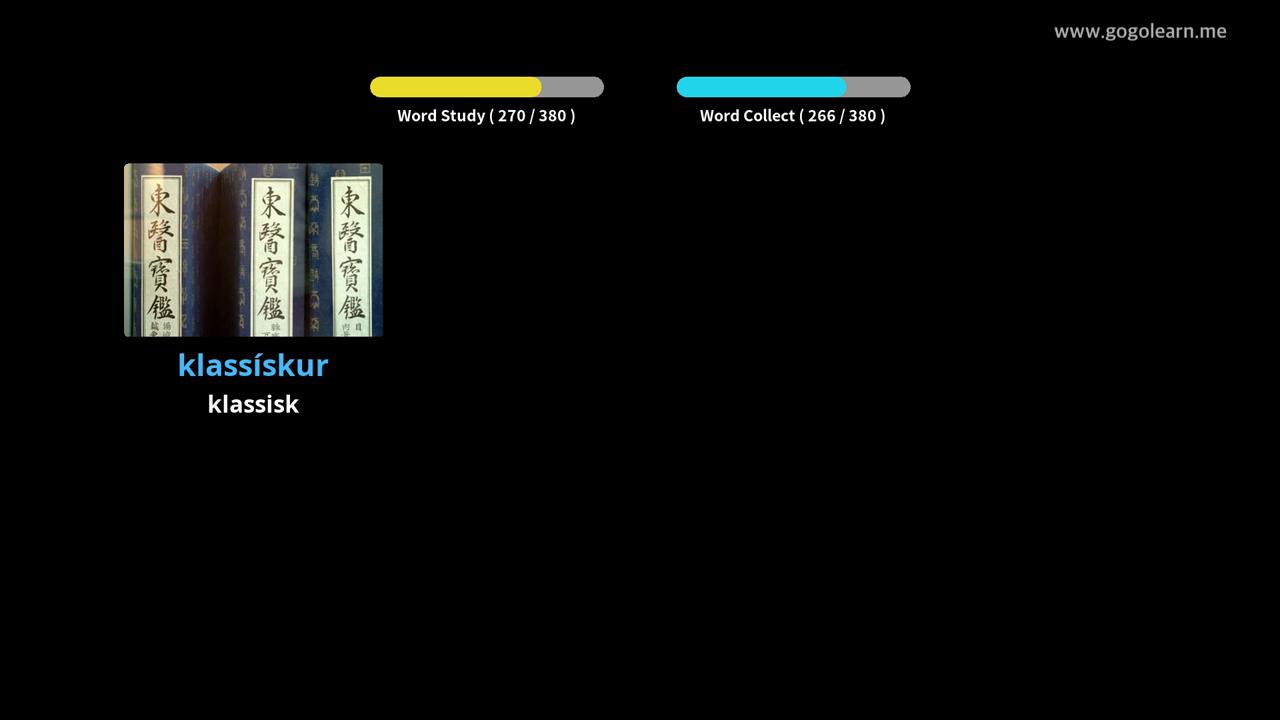 www.gogolearn.me
Word Study ( 270 / 380 )
Word Collect ( 266 / 380 )
東醫寶鑑
東醫寶鑑
東醫寶鑑
klassískur
klassisk